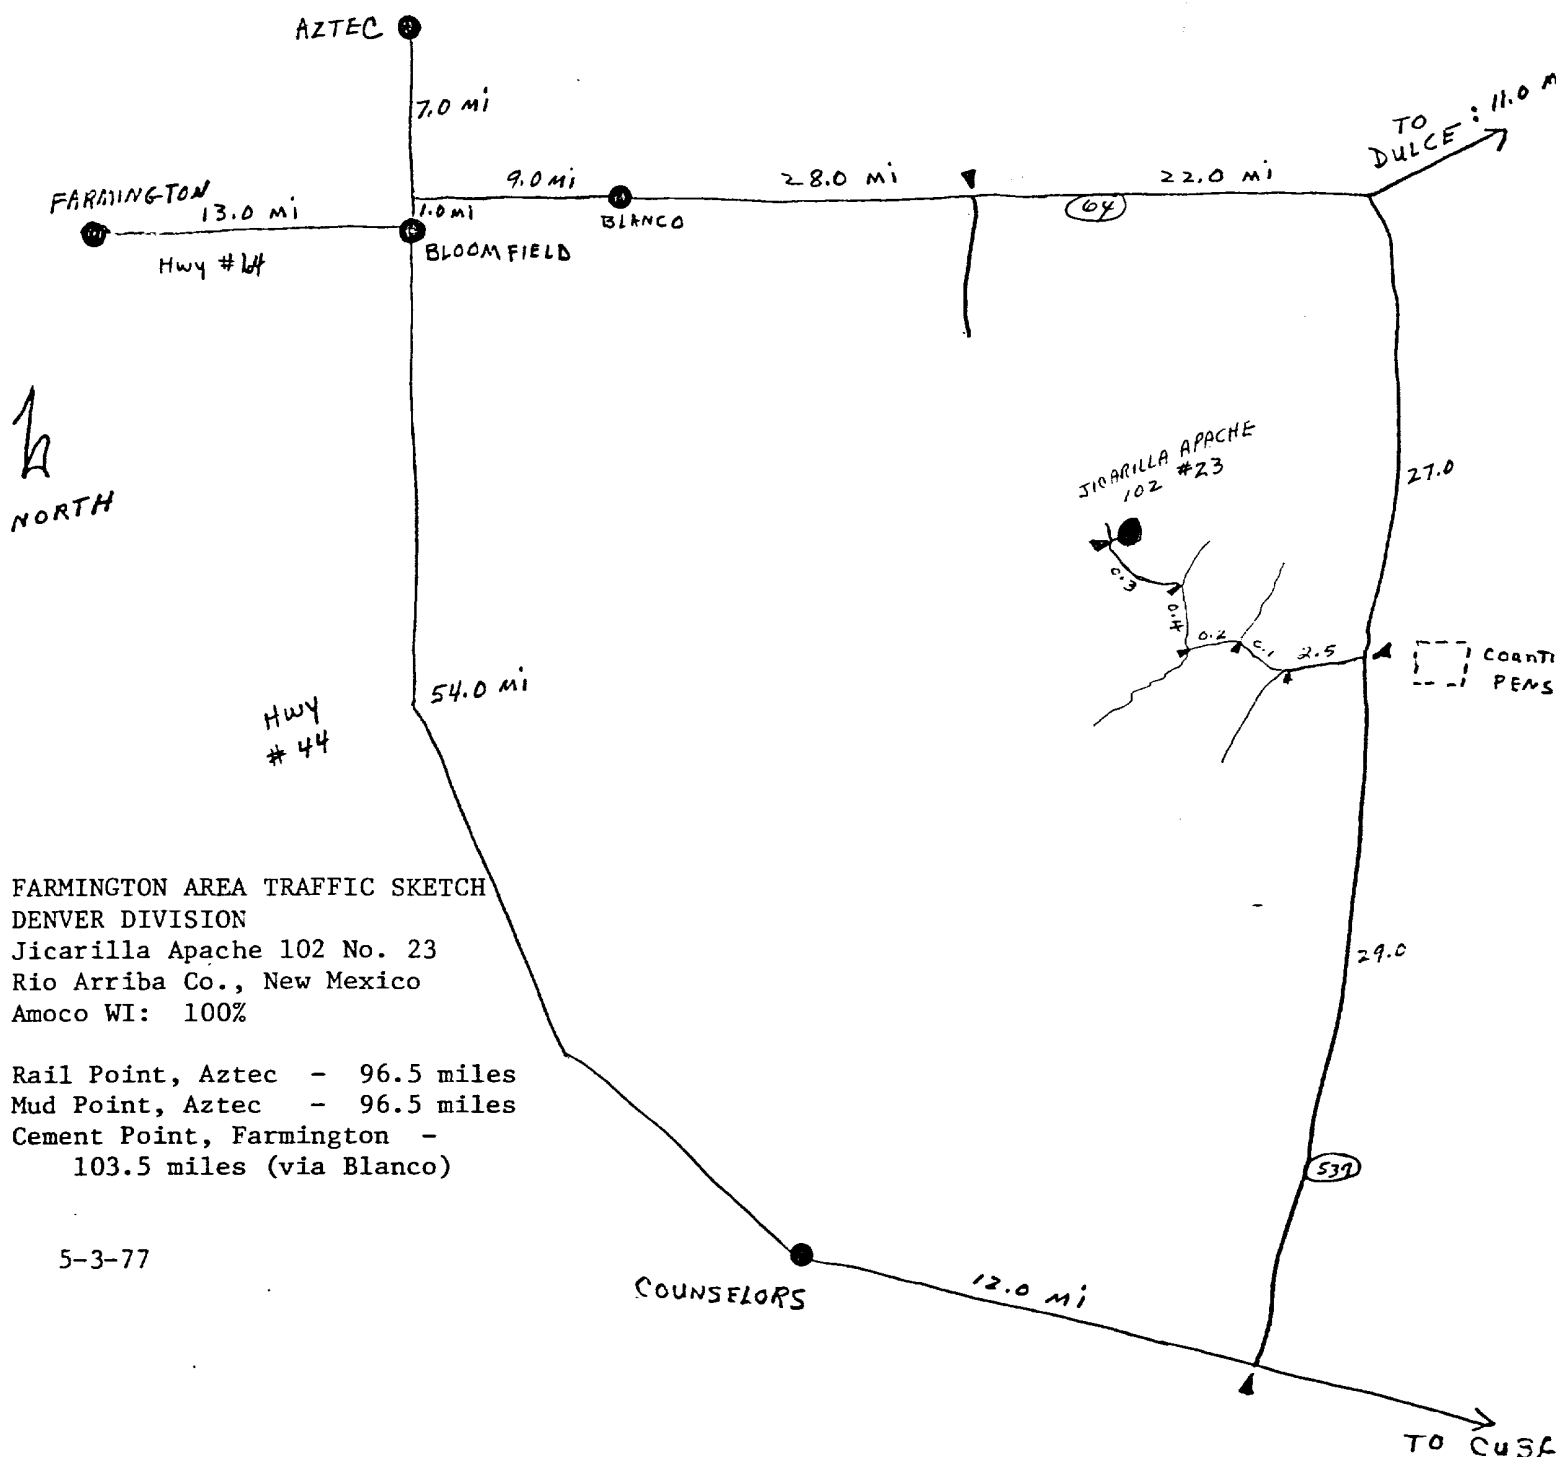 AZTEC
7.0 mi
TO
DULCE : 11.0 M
FARMINGTON
13.0 mi
Hwy #64
1.0 mi
BLOOMFIELD
9.0 mi
BLANCO
28.0 mi
64
22.0 mi
NORTH
JICARILLA APACHE
102 #23
27.0
0.3
0.4
0.2
0.1
2.5
PENS
Hwy
# 44
54.0 mi
29.0
FARMINGTON AREA TRAFFIC SKETCH
DENVER DIVISION
Jicarilla Apache 102 No. 23
Rio Arriba Co., New Mexico
Amoco WI: 100%
Rail Point, Aztec - 96.5 miles
Mud Point, Aztec - 96.5 miles
Cement Point, Farmington -
103.5 miles (via Blanco)
537
5-3-77
COUNSELORS
12.0 mi
TO